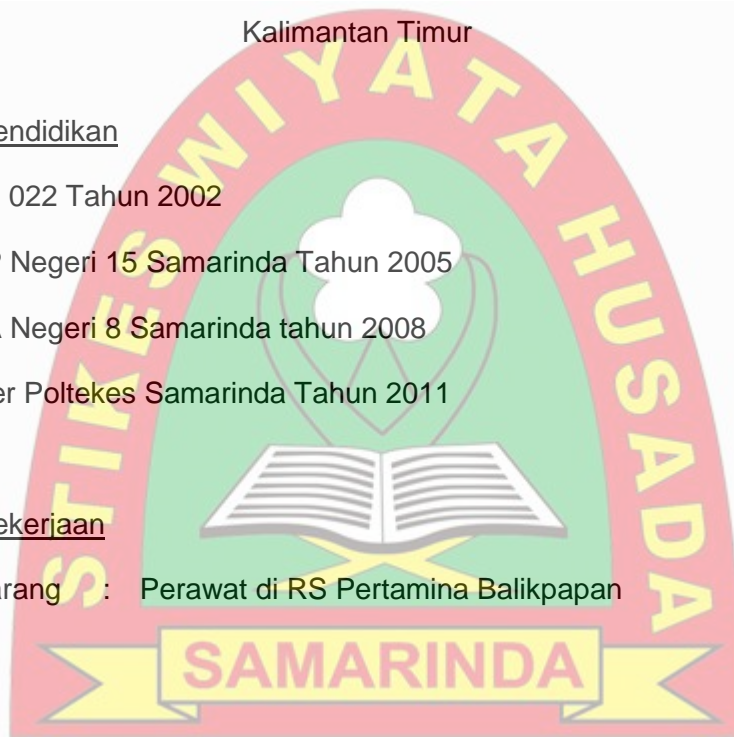 Kalimantan Timur
endidikan
022 Tahun 2002
Negeri 15 Samarinda Tahun 2005
Negeri 8 Samarinda tahun 2008
er Poltekes Samarinda Tahun 2011
ekerjaan
arang : Perawat di RS Pertamina Balikpapan
STIKES WIYATA HUSADA
SAMARINDA